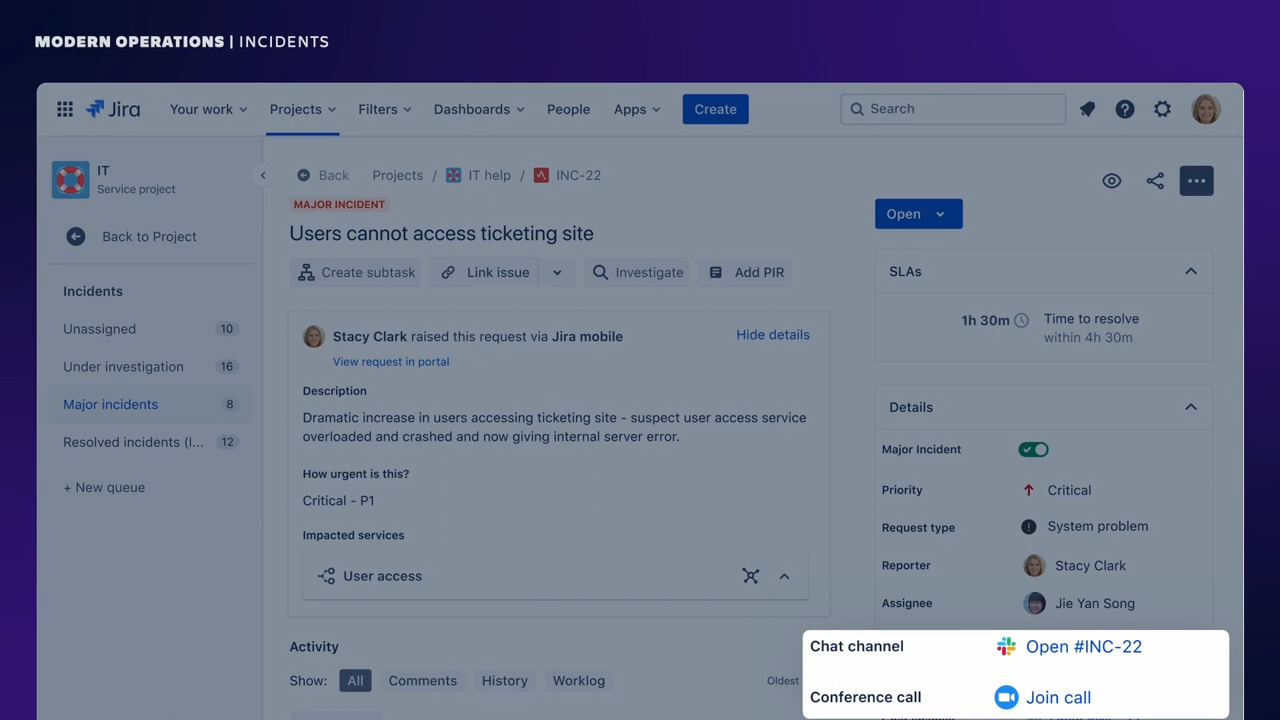 MODERN OPERATIONS | INCIDENTS
Jira
Your work
Projects
Filters
Dashboards
People
Apps
Create
Search
IT
Service project
Back to Project
Incidents
Unassigned 10
Under investigation 16
Major incidents 8
Resolved incidents (I... 12
+ New queue
Back
Projects / IT help / INC-22
MAJOR INCIDENT
Users cannot access ticketing site
Create subtask
Link issue
Investigate
Add PIR
Stacy Clark raised this request via Jira mobile
Hide details
View request in portal
Description
Dramatic increase in users accessing ticketing site - suspect user access service
overloaded and crashed and now giving internal server error.
How urgent is this?
Critical - P1
Impacted services
User access
Activity
Show: All Comments History Worklog
Oldest
Open
SLAs
1h 30m Time to resolve
within 4h 30m
Details
Major Incident
Priority Critical
Request type System problem
Reporter Stacy Clark
Assignee Jie Yan Song
Chat channel Open #INC-22
Conference call Join call